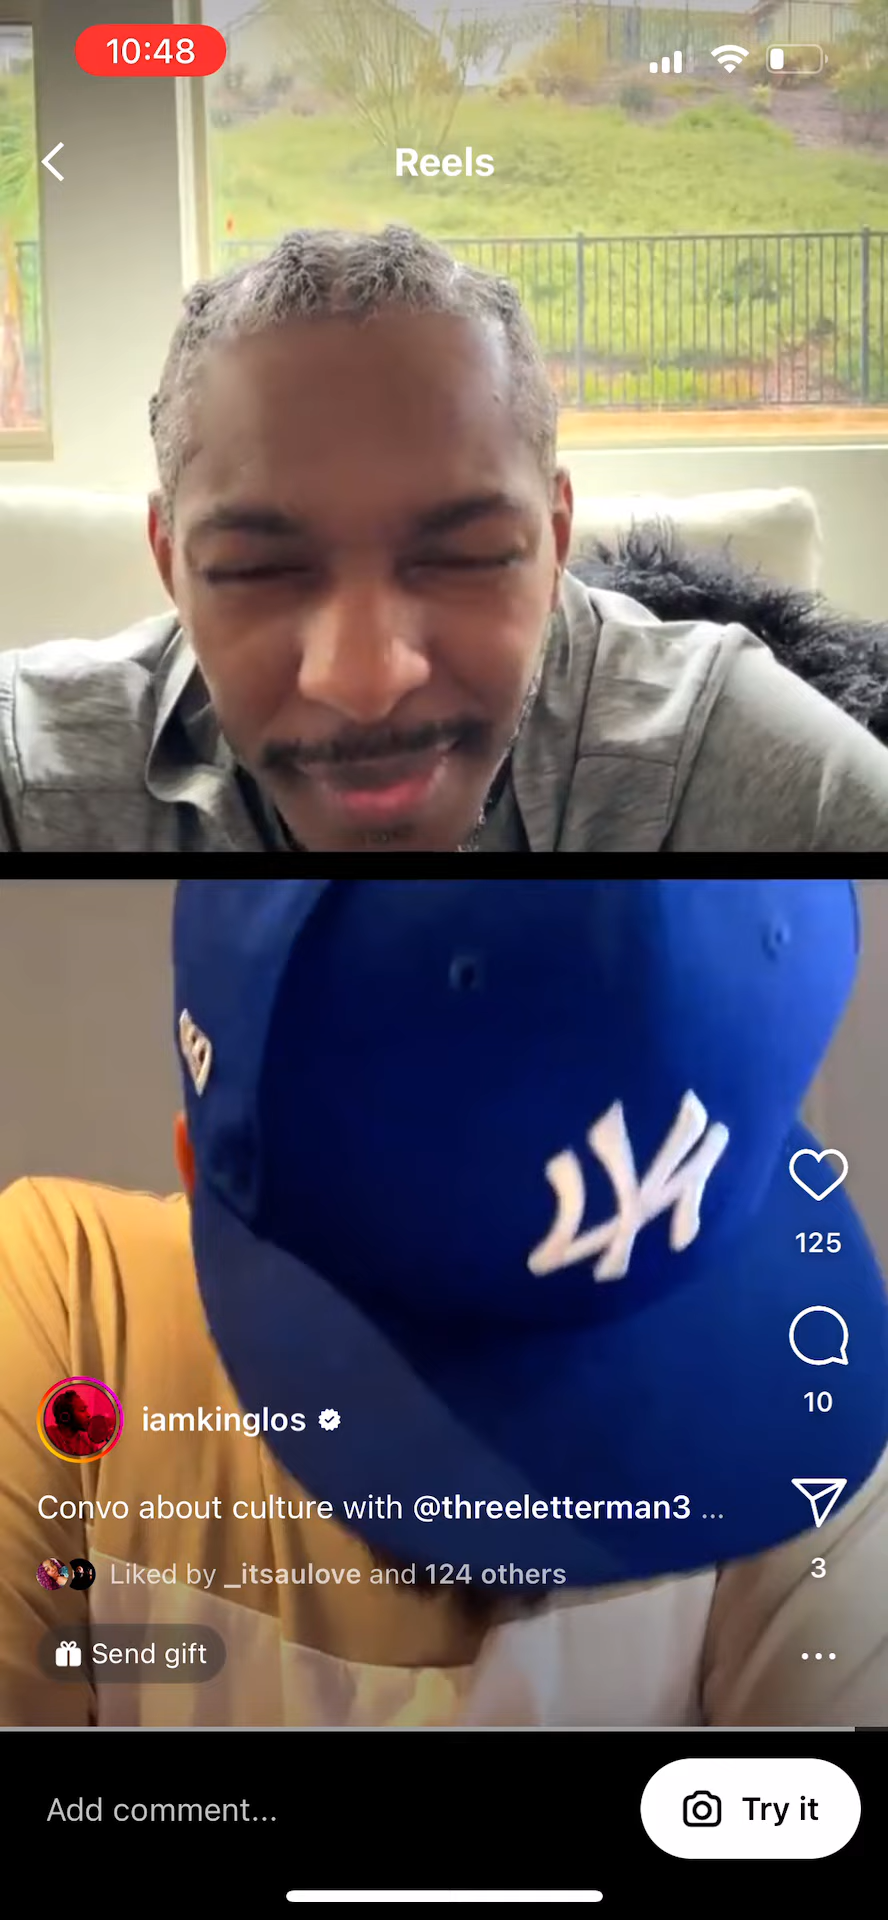 10:48
Reels
NY
125
10
iamkinglos
Convo about culture with @threeletterman3 ...
3
Liked by _itsaulove and 124 others
Send gift
Add comment...
Try it